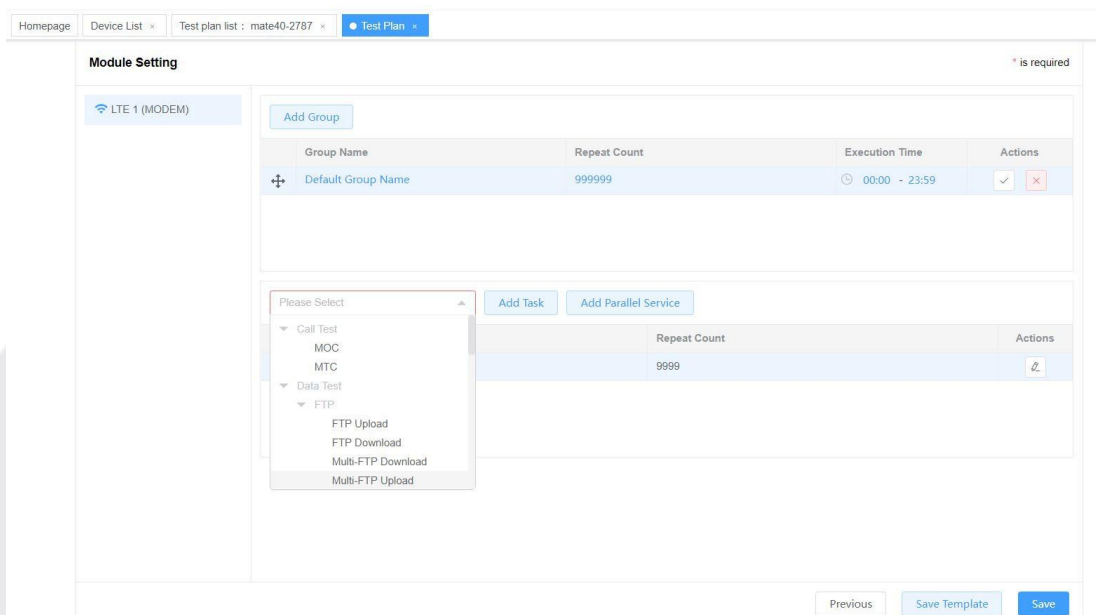 Homepage Device List × Test plan list : mate40-2787 × Test Plan ×
Module Setting * is required
LTE 1 (MODEM)
Add Group
Group Name Repeat Count Execution Time Actions
Default Group Name 999999 00:00 - 23:59
Please Select Add Task Add Parallel Service
Call Test Repeat Count Actions
MOC
MTC 9999
Data Test
FTP
FTP Upload
FTP Download
Multi-FTP Download
Multi-FTP Upload
Previous Save Template Save